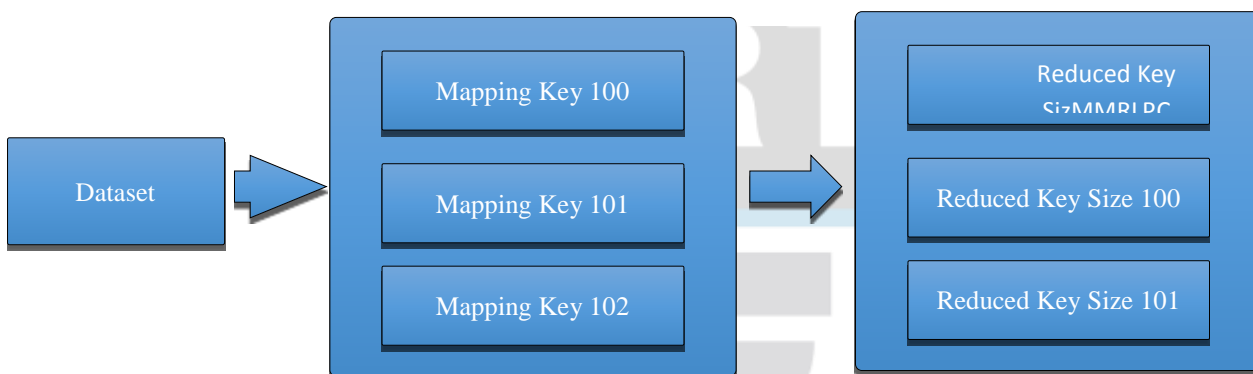 Dataset
Mapping Key 100
Mapping Key 101
Mapping Key 102
Reduced Key
Reduced Key Size 100
Reduced Key Size 101